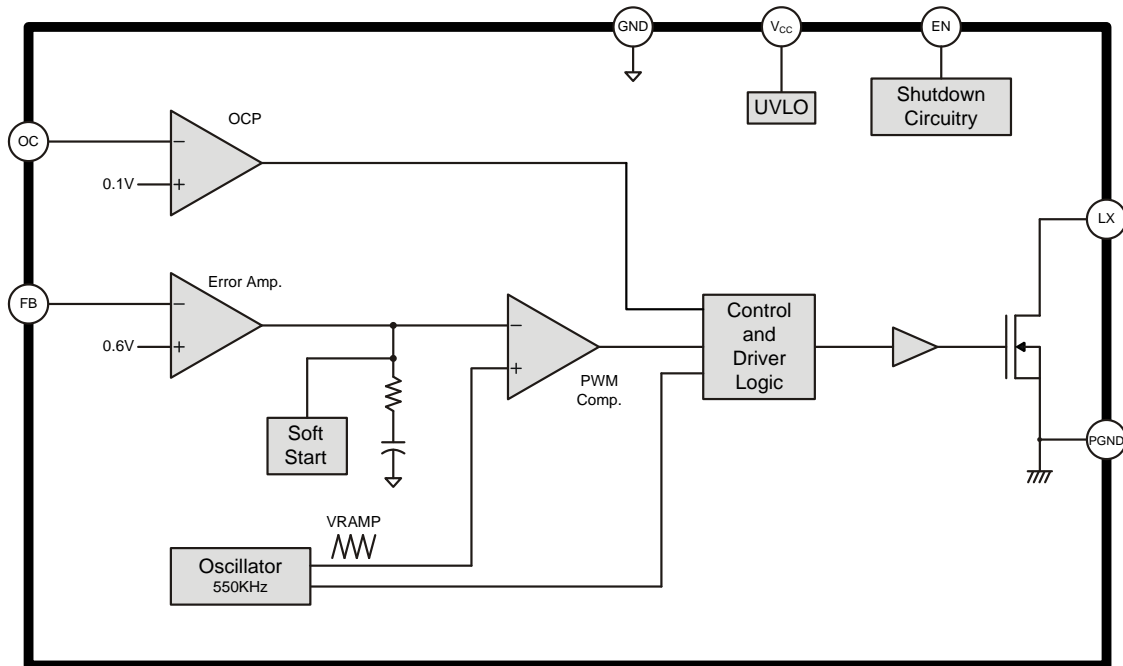 GND
VCC
EN
UVLO
Shutdown
Circuitry
OC
OCP
−
0.1V
+
LX
FB
Error Amp.
−
0.6V
+
−
+
PWM
Comp.
Control
and
Driver
Logic
Soft
Start
PGND
VRAMP
Oscillator
550KHz